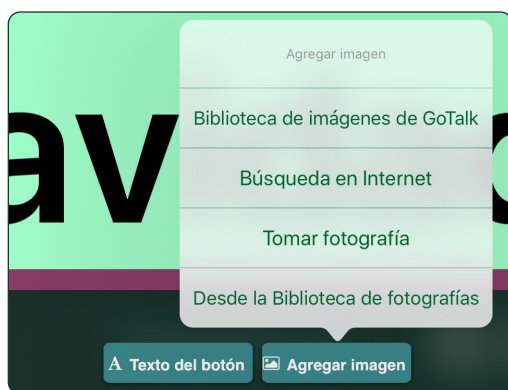 Agregar imagen
Biblioteca de imágenes de GoTalk
av
Búsqueda en Internet
Tomar fotografía
Desde la Biblioteca de fotografías
A Texto del botón
Agregar imagen